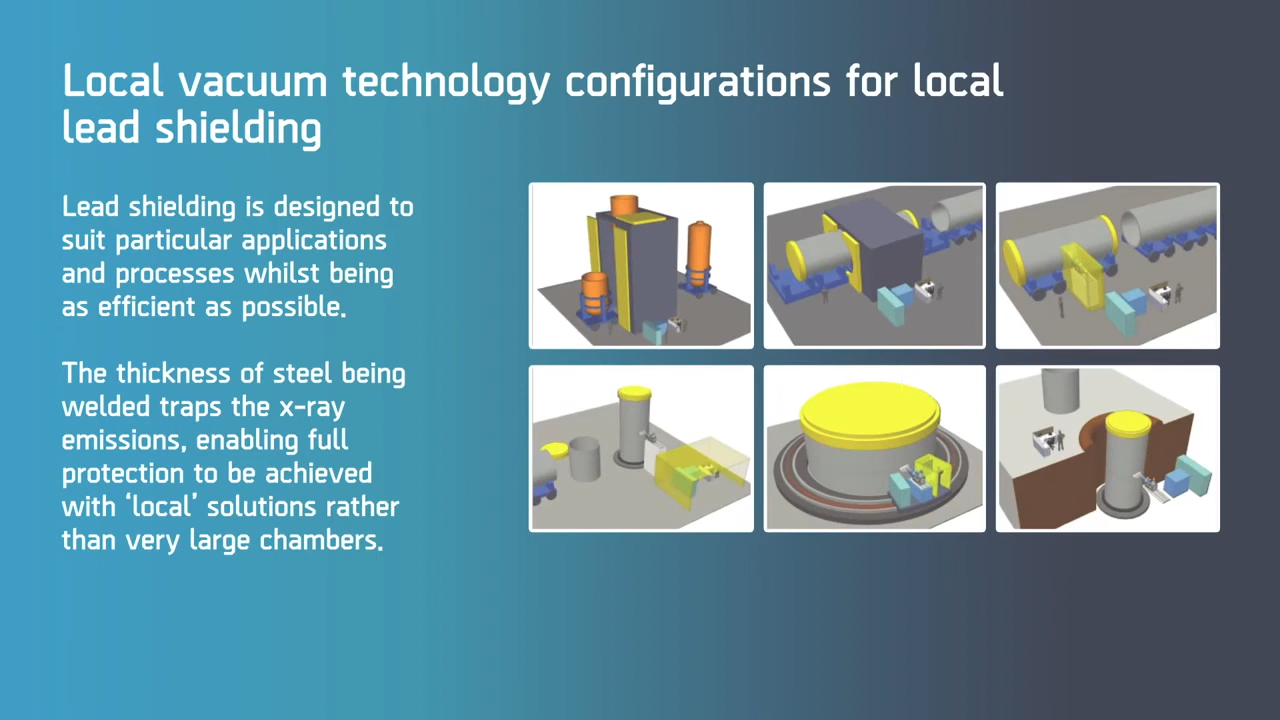 Local vacuum technology configurations for local
lead shielding
Lead shielding is designed to
suit particular applications
and processes whilst being
as efficient as possible.
The thickness of steel being
welded traps the x-ray
emissions, enabling full
protection to be achieved
with ‘local’ solutions rather
than very large chambers.